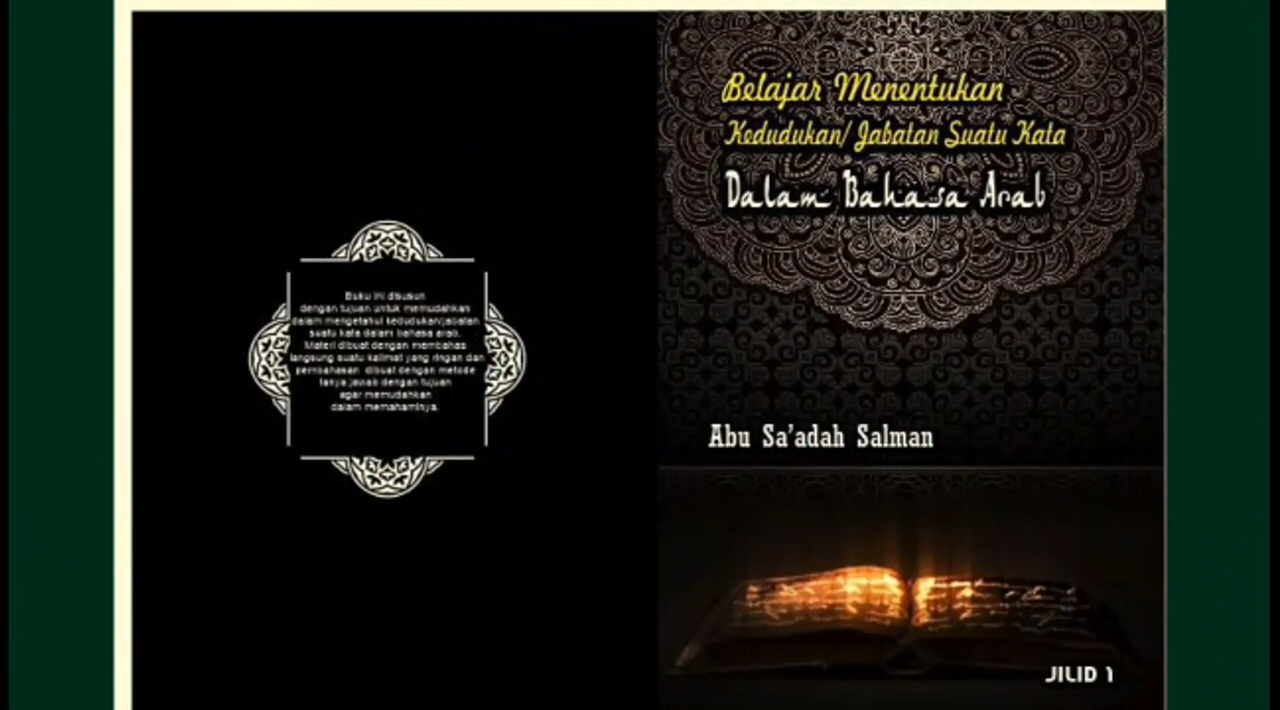 Buku ini disusun
dengan tujuan untuk memudahkan
dalam mengetahui kedudukan/jabatan
suatu kata dalam bahasa arab.
Materi dibuat dengan membahas
langsung suatu kalimat yang ringan dan
pembahasan dibuat dengan metode
tanya jawab dengan tujuan
agar memudahkan
dalam memahaminya.
Belajar Menentukan
Kedudukan/ Jabatan Suatu Kata
Dalam Bahasa Arab
Abu Sa'adah Salman
JILID 1